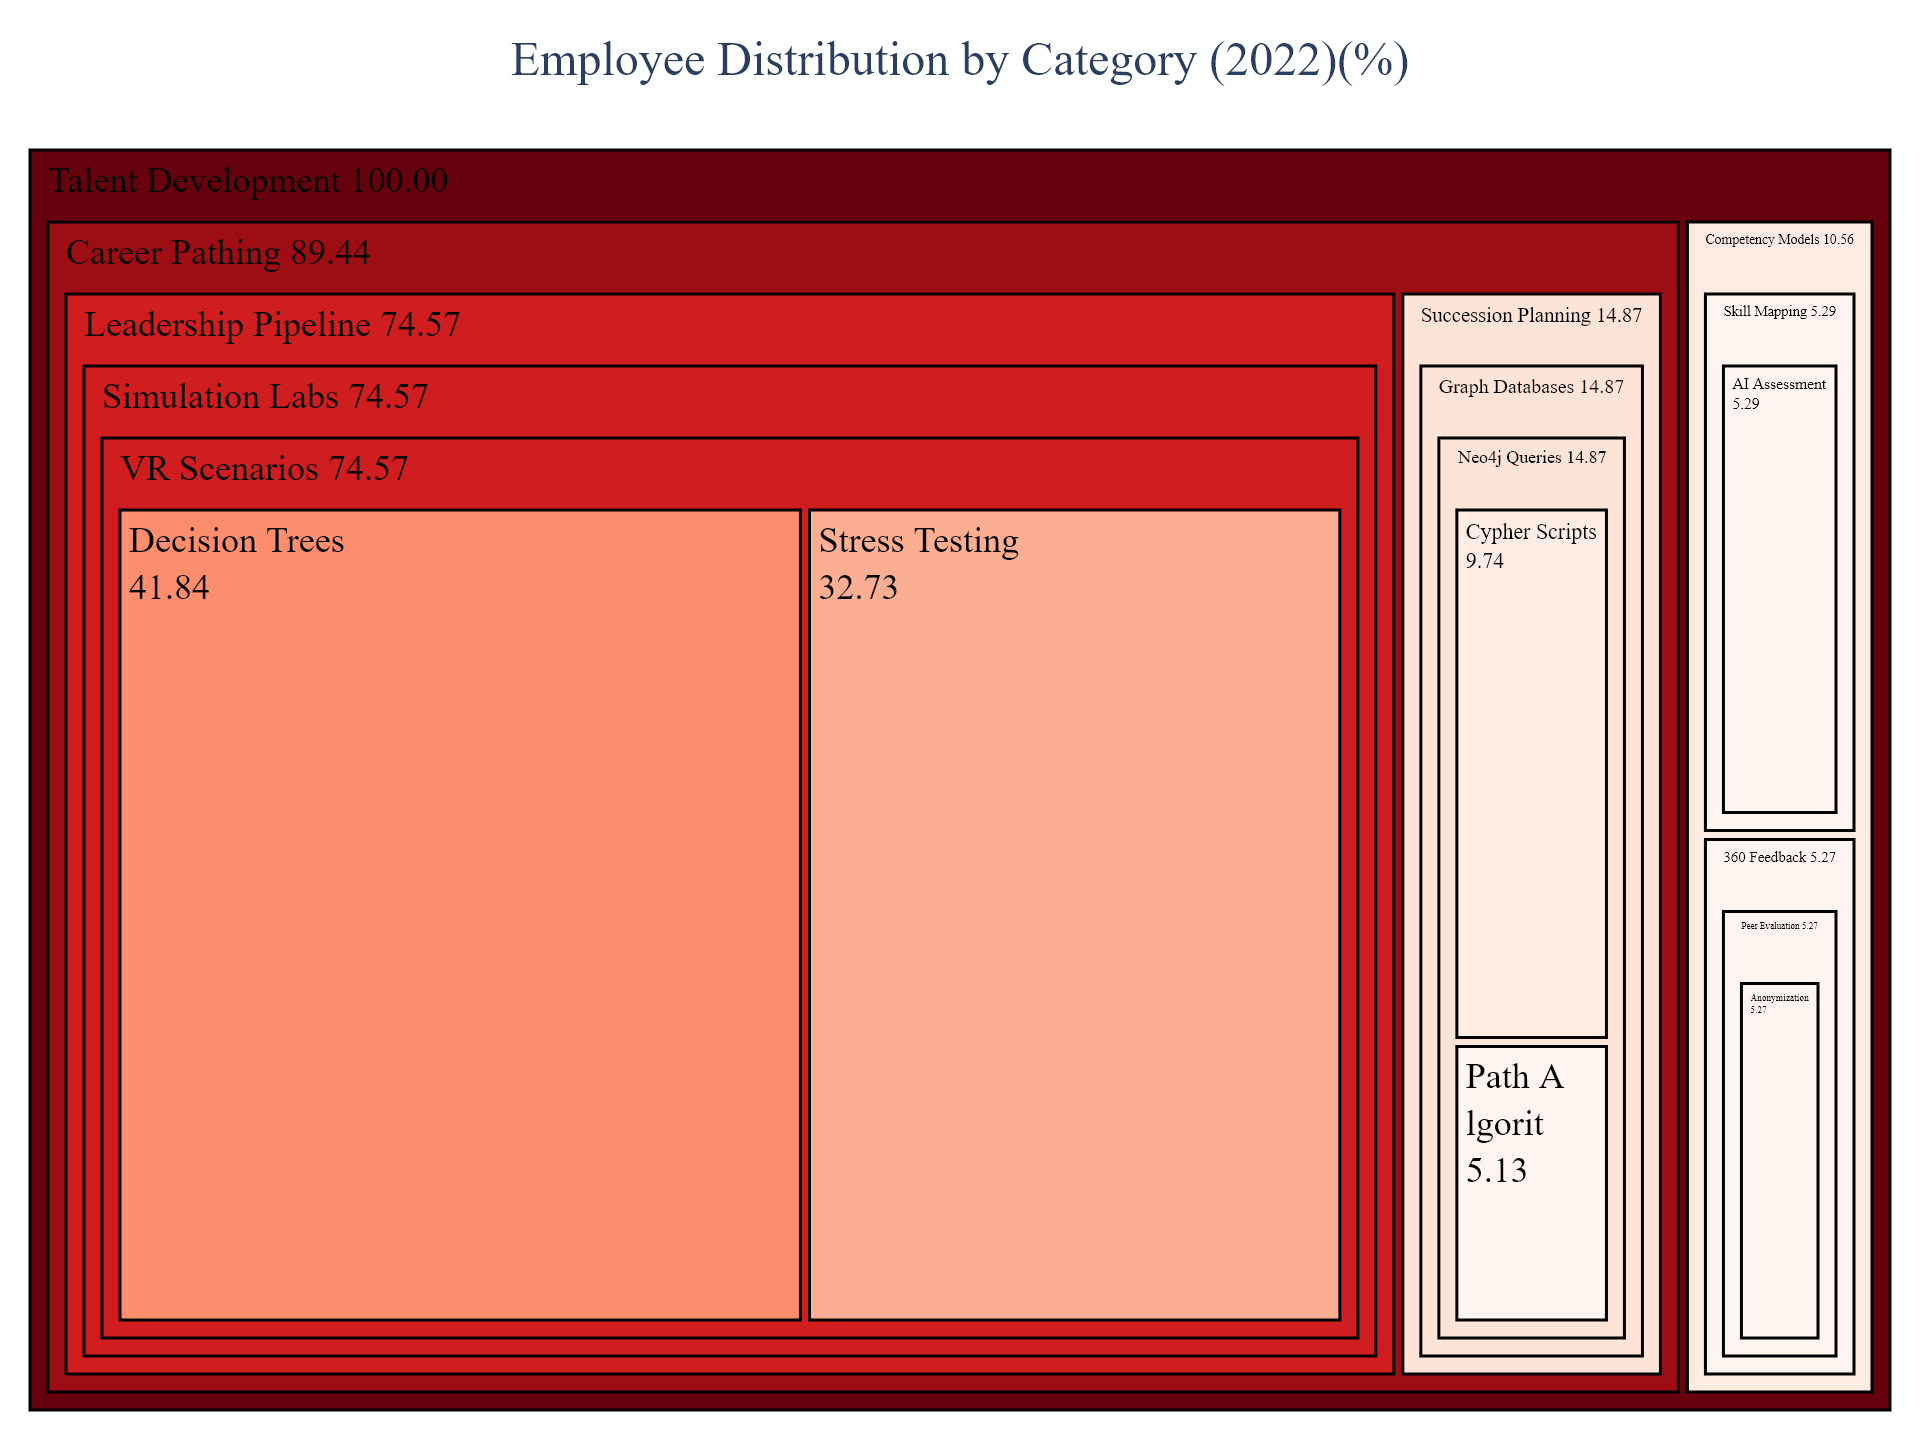 Employee Distribution by Category (2022)(%)
Talent Development 100.00
Career Pathing 89.44
Leadership Pipeline 74.57
Simulation Labs 74.57
VR Scenarios 74.57
Decision Trees
41.84
Stress Testing
32.73
Succession Planning 14.87
Graph Databases 14.87
Neo4j Queries 14.87
Cypher Scripts
9.74
Path A
lgorit
5.13
Competency Models 10.56
Skill Mapping 5.29
AI Assessment
5.29
360 Feedback 5.27
Peer Evaluation 5.27
Anonymization
5.27